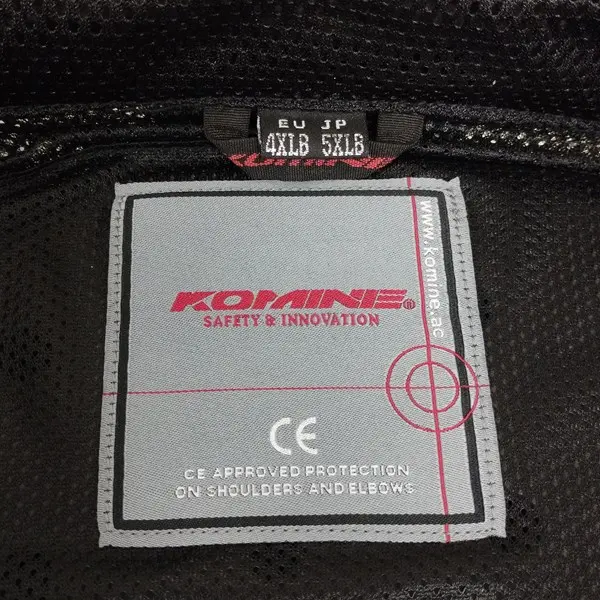 EU JP
4XLB 5XLB
KOMINE®
SAFETY & INNOVATION
www.komine.ac
CE
CE APPROVED PROTECTION
ON SHOULDERS AND ELBOWS